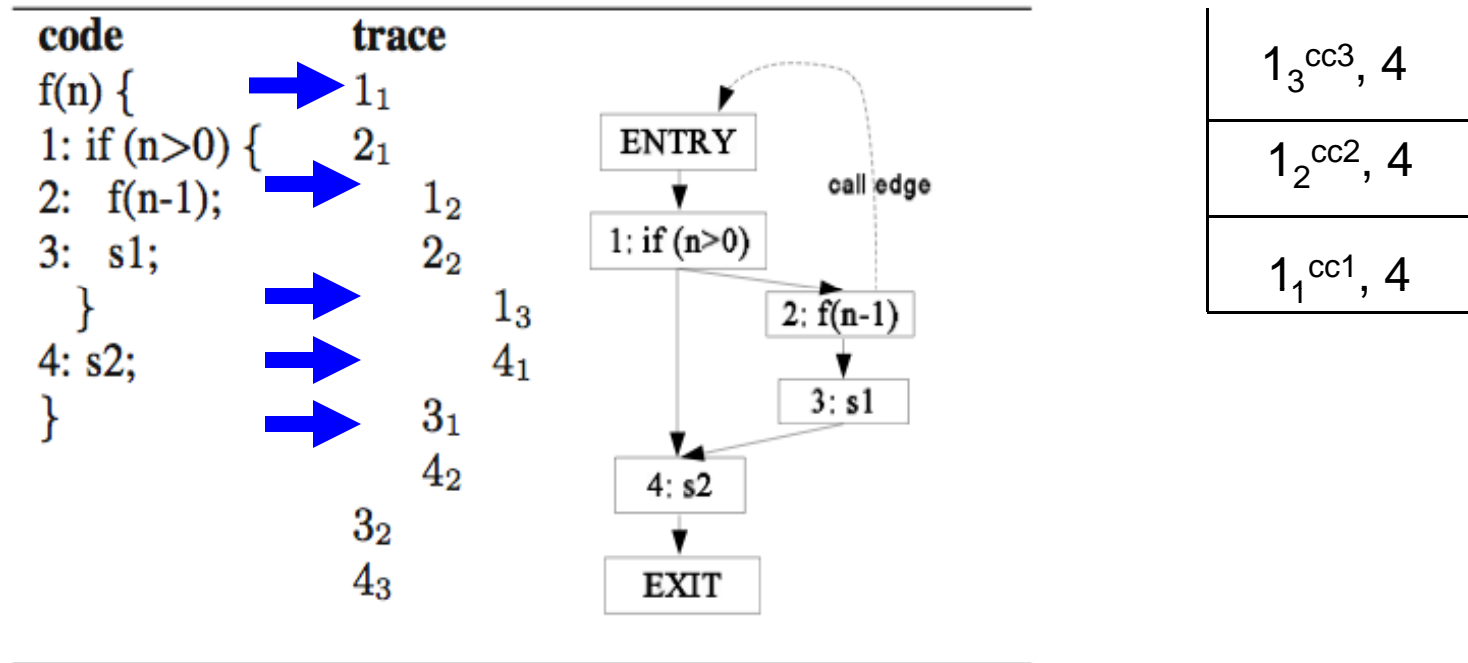 code
f(n) {
1: if (n>0) {
2: f(n-1);
3: s1;
}
4: s2;
}
trace
1₁
2₁
1₂
2₂
1₃
4₁
3₁
4₂
3₂
4₃
ENTRY
call edge
1: if (n>0)
2: f(n-1)
3: s1
4: s2
EXIT
1₃ᶜᶜ³, 4
1₂ᶜᶜ², 4
1₁ᶜᶜ¹, 4